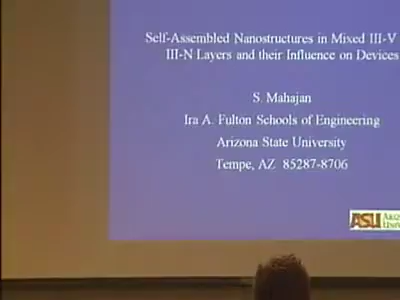 Self-Assembled Nanostructures in Mixed III-V
III-N Layers and their Influence on Devices
S. Mahajan
Ira A. Fulton Schools of Engineering
Arizona State University
Tempe, AZ 85287-8706
ASU